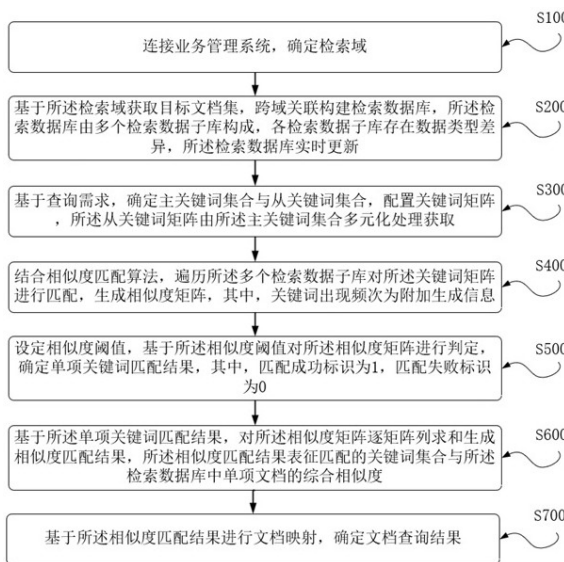 S100
连接业务管理系统，确定检索域
S200
基于所述检索域获取目标文档集，跨域关联构建检索数据库，所述检
索数据库由多个检索数据子库构成，各检索数据子库存在数据类型差
异，所述检索数据库实时更新
S300
基于查询需求，确定主关键词集合与从关键词集合，配置关键词矩阵
，所述从关键词矩阵由所述主关键词集合多元化处理获取
S400
结合相似度匹配算法，遍历所述多个检索数据子库对所述关键词矩阵
进行匹配，生成相似度矩阵，其中，关键词出现频次为附加生成信息
S500
设定相似度阈值，基于所述相似度阈值对所述相似度矩阵进行判定，
确定单项关键词匹配结果，其中，匹配成功标识为1，匹配失败标识
为0
S600
基于所述单项关键词匹配结果，对所述相似度矩阵逐矩阵列求和生成
相似度匹配结果，所述相似度匹配结果表征匹配的关键词集合与所述
检索数据库中单项文档的综合相似度
S700
基于所述相似度匹配结果进行文档映射，确定文档查询结果